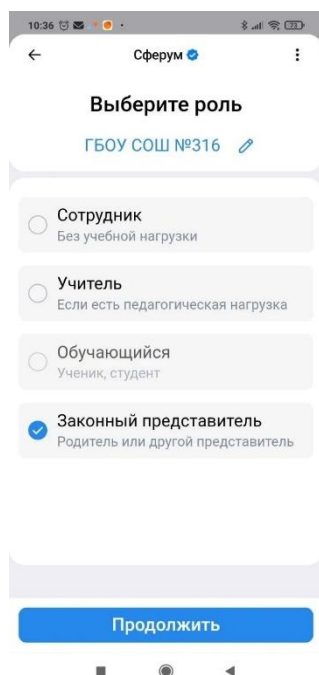 10:36
73
Сферум
Выберите роль
ГБОУ СОШ №316
Сотрудник
Без учебной нагрузки
Учитель
Если есть педагогическая нагрузка
Обучающийся
Ученик, студент
Законный представитель
Родитель или другой представитель
Продолжить